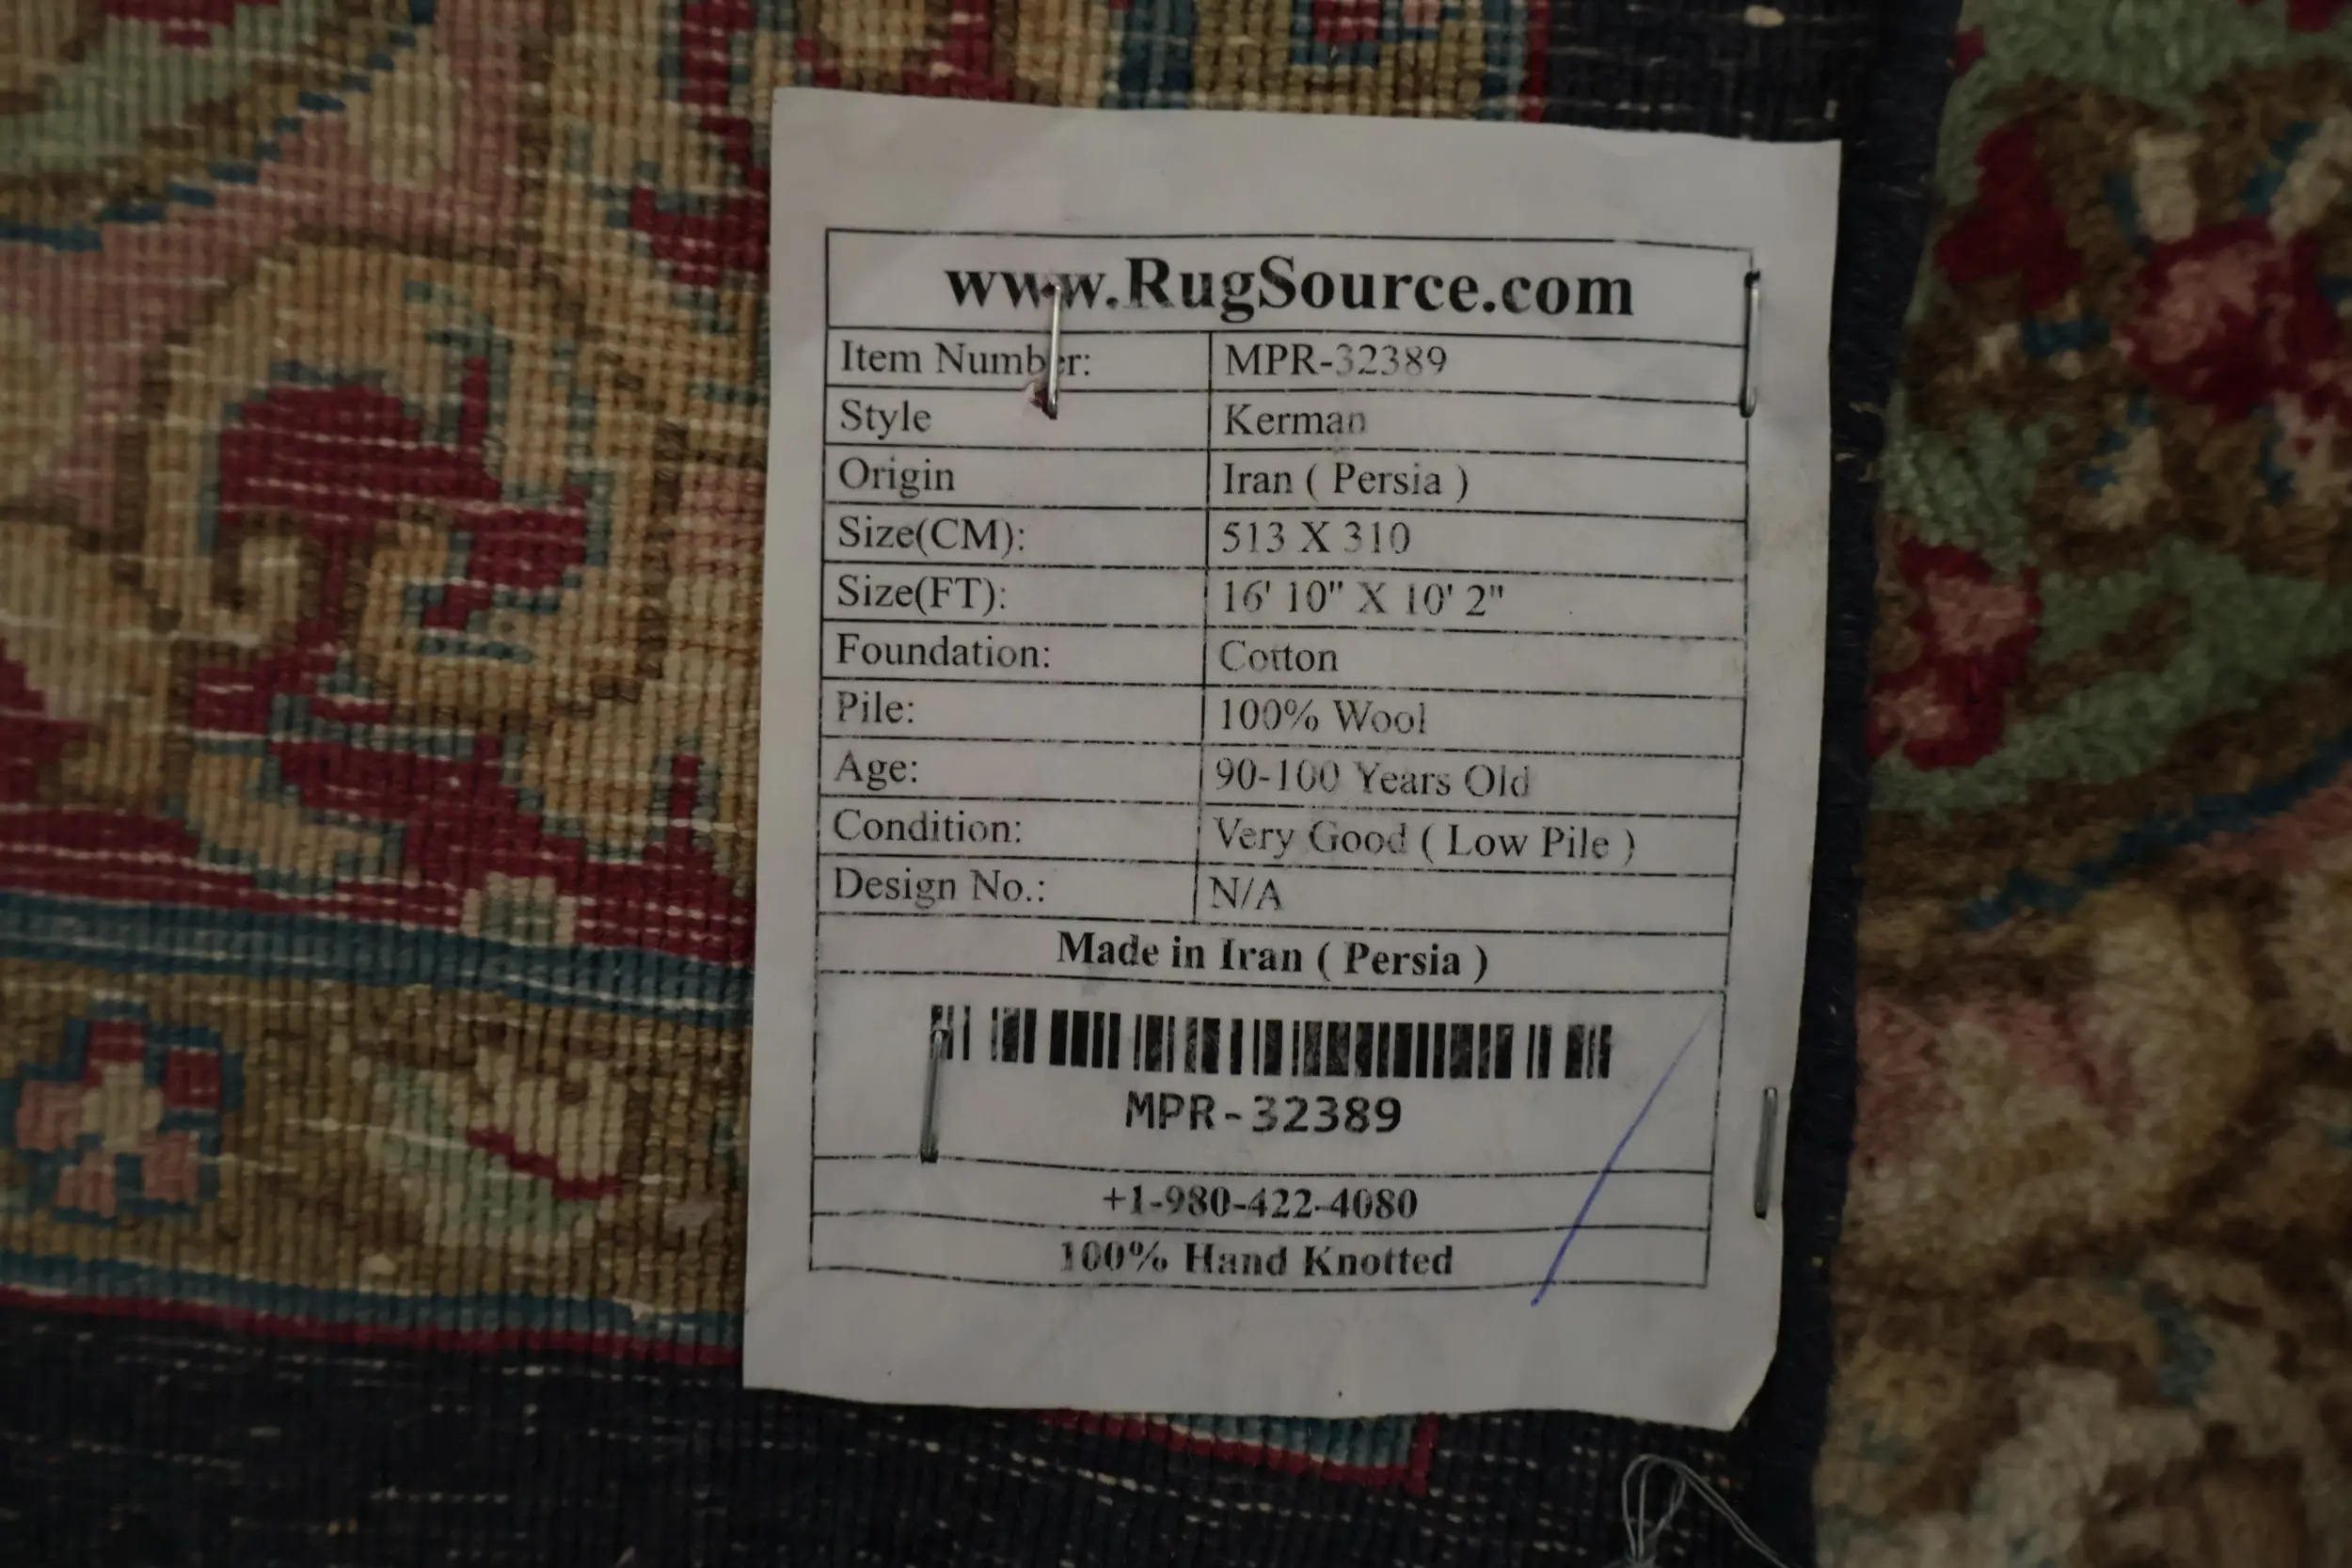 www.RugSource.com
Item Number: MPR-32389
Style Kerman
Origin Iran ( Persia )
Size(CM): 513 X 310
Size(FT): 16' 10" X 10' 2"
Foundation: Cotton
Pile: 100% Wool
Age: 90-100 Years Old
Condition: Very Good ( Low Pile )
Design No.: N/A
Made in Iran ( Persia )
MPR-32389
+1-980-422-4080
100% Hand Knotted